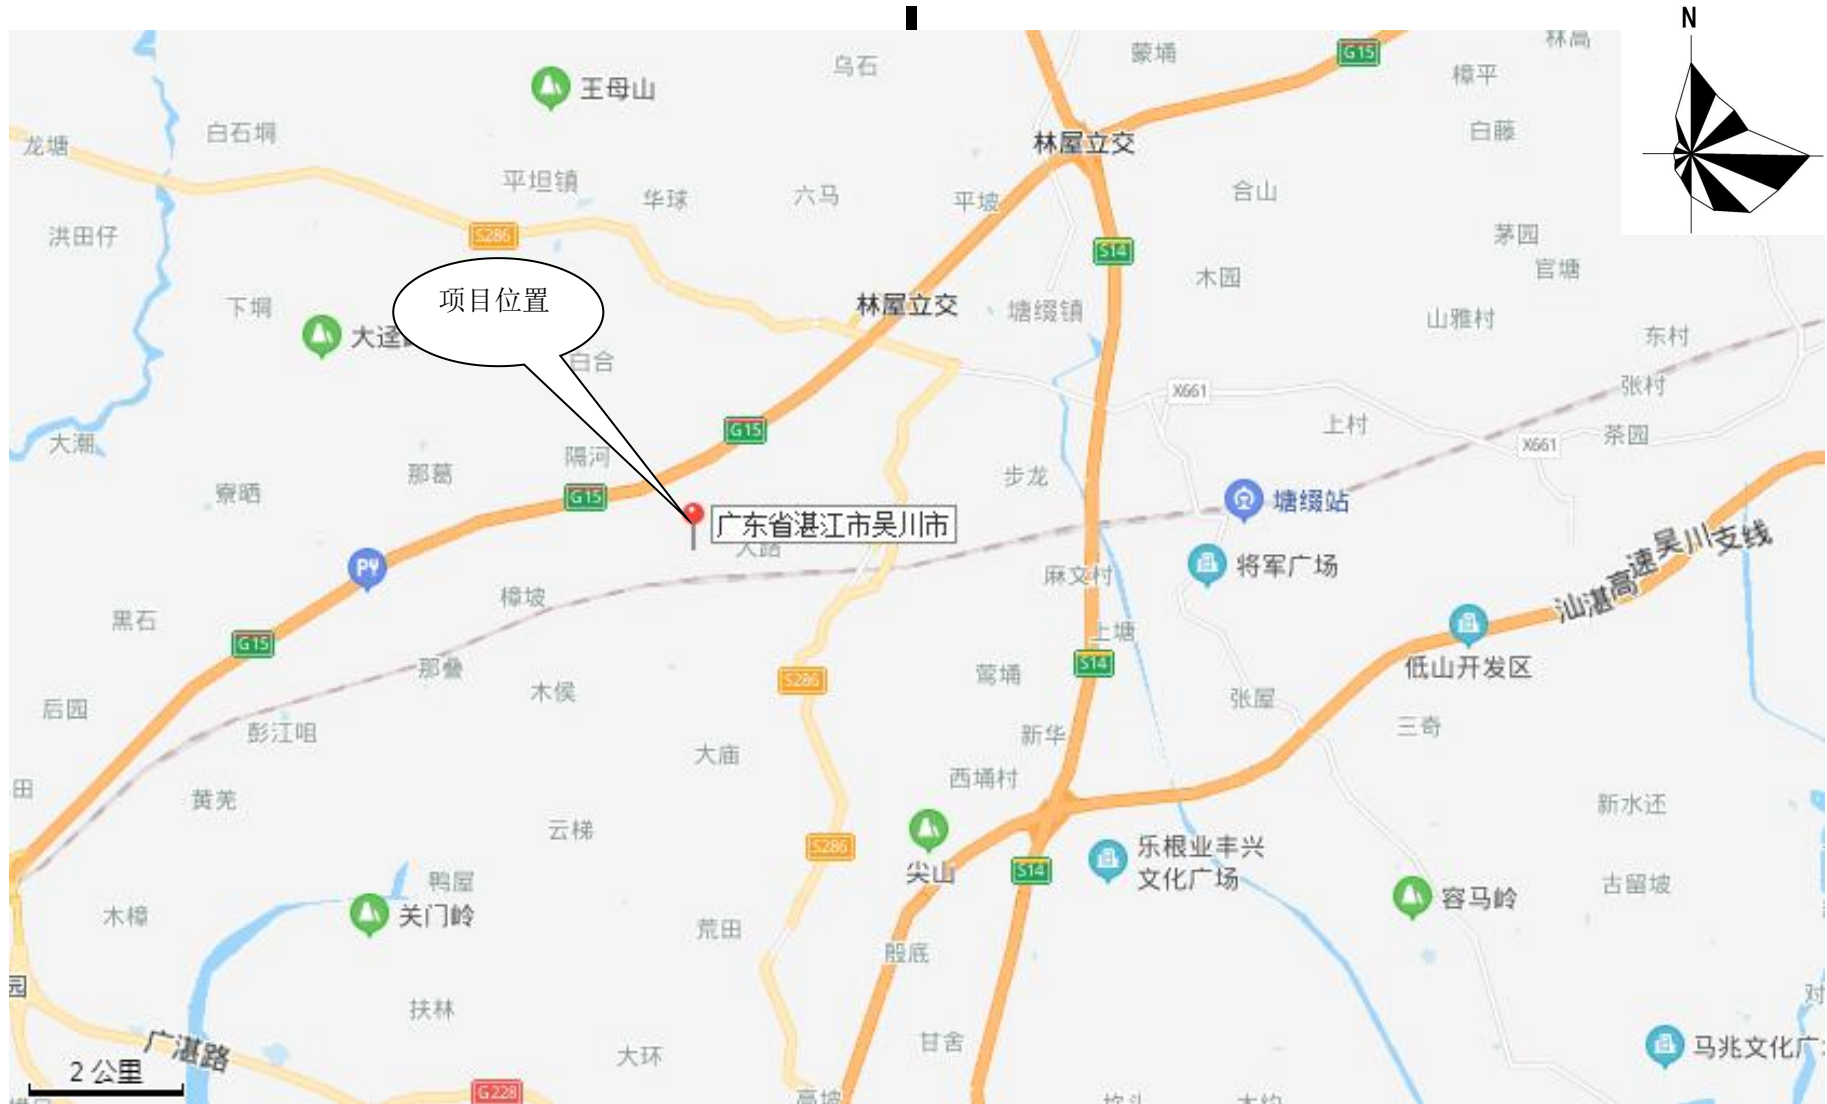 N
林高
蒙埔
G15
乌石
樟平
王母山
白藤
白石垌
龙塘
林屋立交
平坦镇
华球
六马
平坡
合山
洪田仔
S286
茅园
S14
官塘
木园
项目位置
下垌
林屋立交
塘缀镇
山雅村
东村
白合
X661
张村
上村
G15
茶园
X661
大潮
隔河
那葛
步龙
寮晒
G15
塘缀站
广东省湛江市吴川市
汕湛高速吴川支线
将军广场
P
麻文村
樟坡
黑石
上塘
G15
低山开发区
那叠
S14
莺埔
S286
木侯
张屋
后园
三奇
彭江咀
新华
大庙
西埔村
田
黄羌
新水还
云梯
S286
乐根业丰兴
文化广场
尖山
S14
鸭屋
古留坡
容马岭
木樟
关门岭
荒田
殷底
园
对
扶林
甘舍
广湛路
马兆文化广
大环
2 公里
G228
高坡